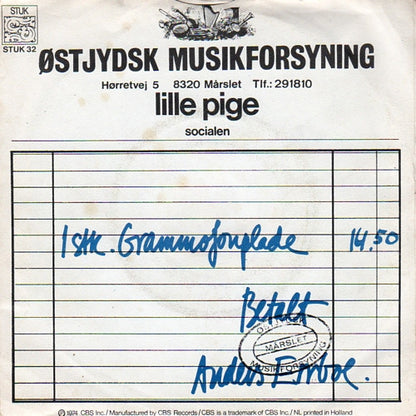 STUK
STUK 32
ØSTJYDSK MUSIKFORSYNING
Hørretvej 5 8320 Mårslet Tlf.: 291810
lille pige
socialen
1 stk. Grammofonplade 14.50
Betalt
ØSTJYDSK
MÅRSLET
MUSIKFORSYNING
Anders
℗ 1974 CBS Inc./Manufactured by CBS Records/CBS is a trademark of CBS Inc./NL printed in Holland